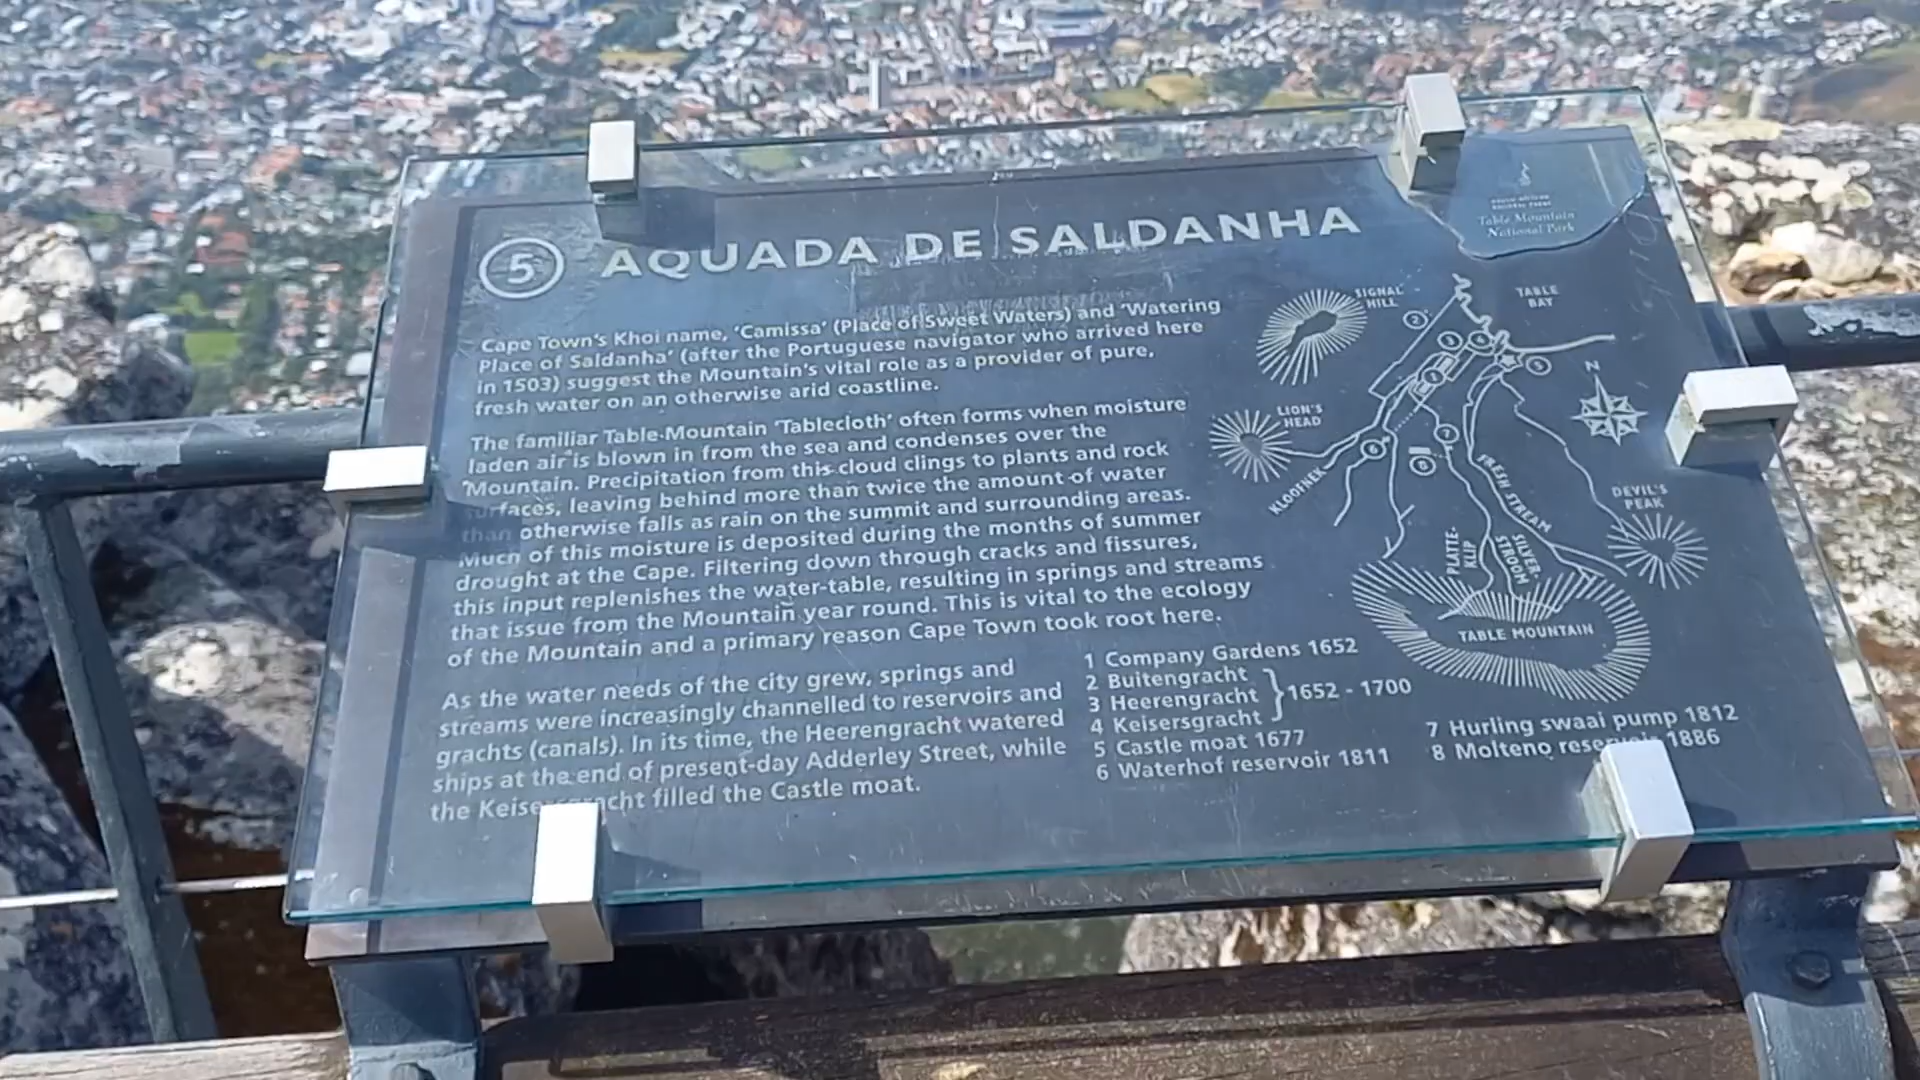 5 AQUADA DE SALDANHA
Table Mountain
National Park
Cape Town's Khoi name, 'Camissa' (Place of Sweet Waters) and 'Watering
Place of Saldanha' (after the Portuguese navigator who arrived here
in 1503) suggest the Mountain's vital role as a provider of pure,
fresh water on an otherwise arid coastline.
The familiar Table Mountain 'Tablecloth' often forms when moisture
laden air is blown in from the sea and condenses over the
Mountain. Precipitation from this cloud clings to plants and rock
surfaces, leaving behind more than twice the amount of water
than otherwise falls as rain on the summit and surrounding areas.
Much of this moisture is deposited during the months of summer
drought at the Cape. Filtering down through cracks and fissures,
this input replenishes the water-table, resulting in springs and streams
that issue from the Mountain year round. This is vital to the ecology
of the Mountain and a primary reason Cape Town took root here.
As the water needs of the city grew, springs and
streams were increasingly channelled to reservoirs and
grachts (canals). In its time, the Heerengracht watered
ships at the end of present-day Adderley Street, while
the filled the Castle moat.
1 Company Gardens 1652
2 Buitengracht
3 Heerengracht
4 Keisersgracht
1652 - 1700
5 Castle moat 1677
6 Waterhof reservoir 1811
7 Hurling swaai pump 1812
8 Molteno reservoir 1886
SIGNAL
HILL
TABLE
BAY
2
3
4
1
5
N
LION'S
HEAD
6
7
8
KLOOFNEK
FRESH STREAM
DEVIL'S
PEAK
PLATTE-
KLIP
SILVER-
STROOM
TABLE MOUNTAIN